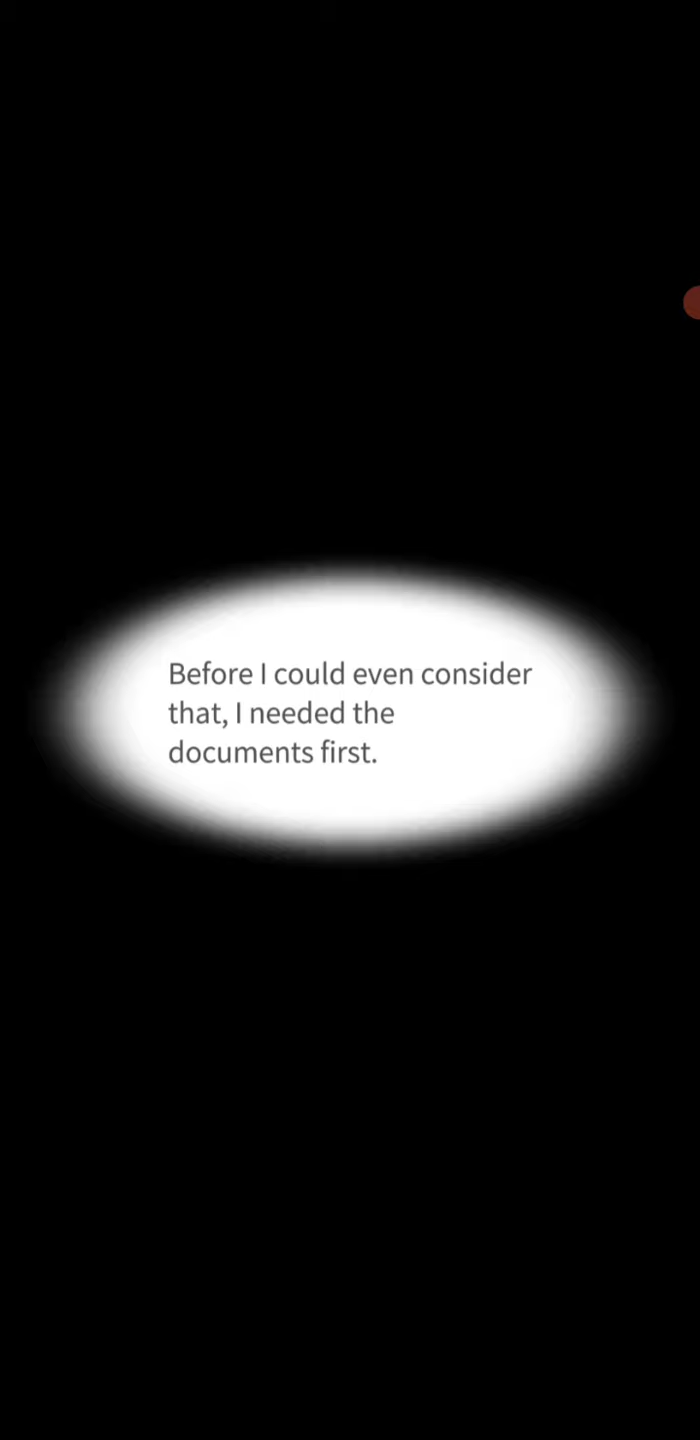 Before I could even consider
that, I needed the
documents first.